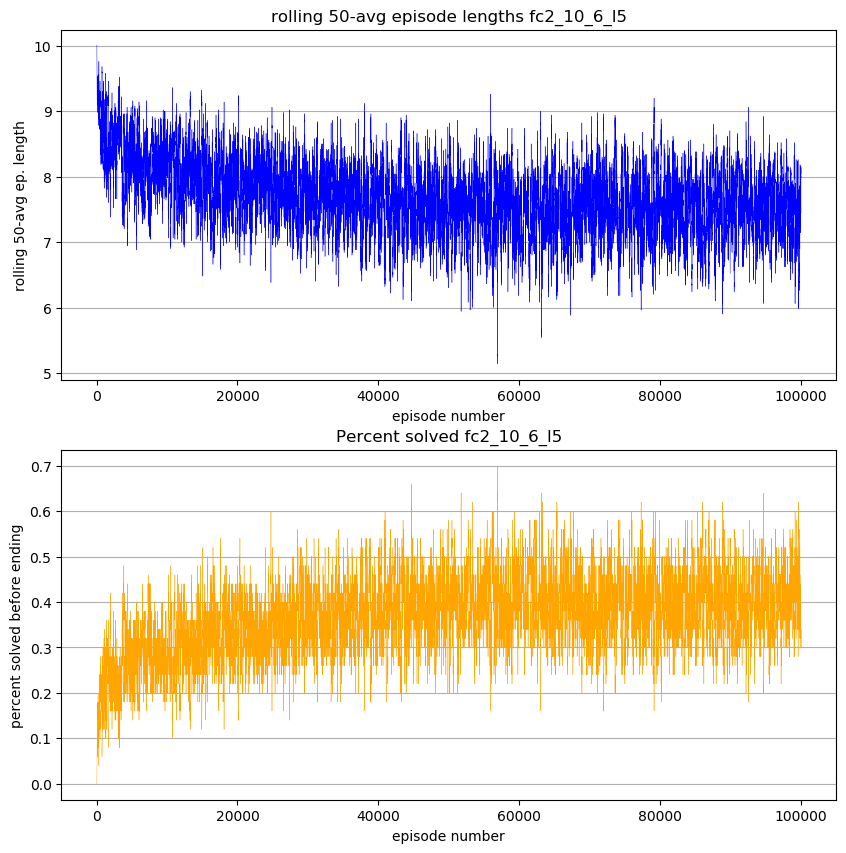 rolling 50-avg episode lengths fc2_10_6_l5
10
9
8
7
6
5
rolling 50-avg ep. length
0 20000 40000 60000 80000 100000
episode number
Percent solved fc2_10_6_l5
0.7
0.6
0.5
0.4
0.3
0.2
0.1
0.0
percent solved before ending
0 20000 40000 60000 80000 100000
episode number